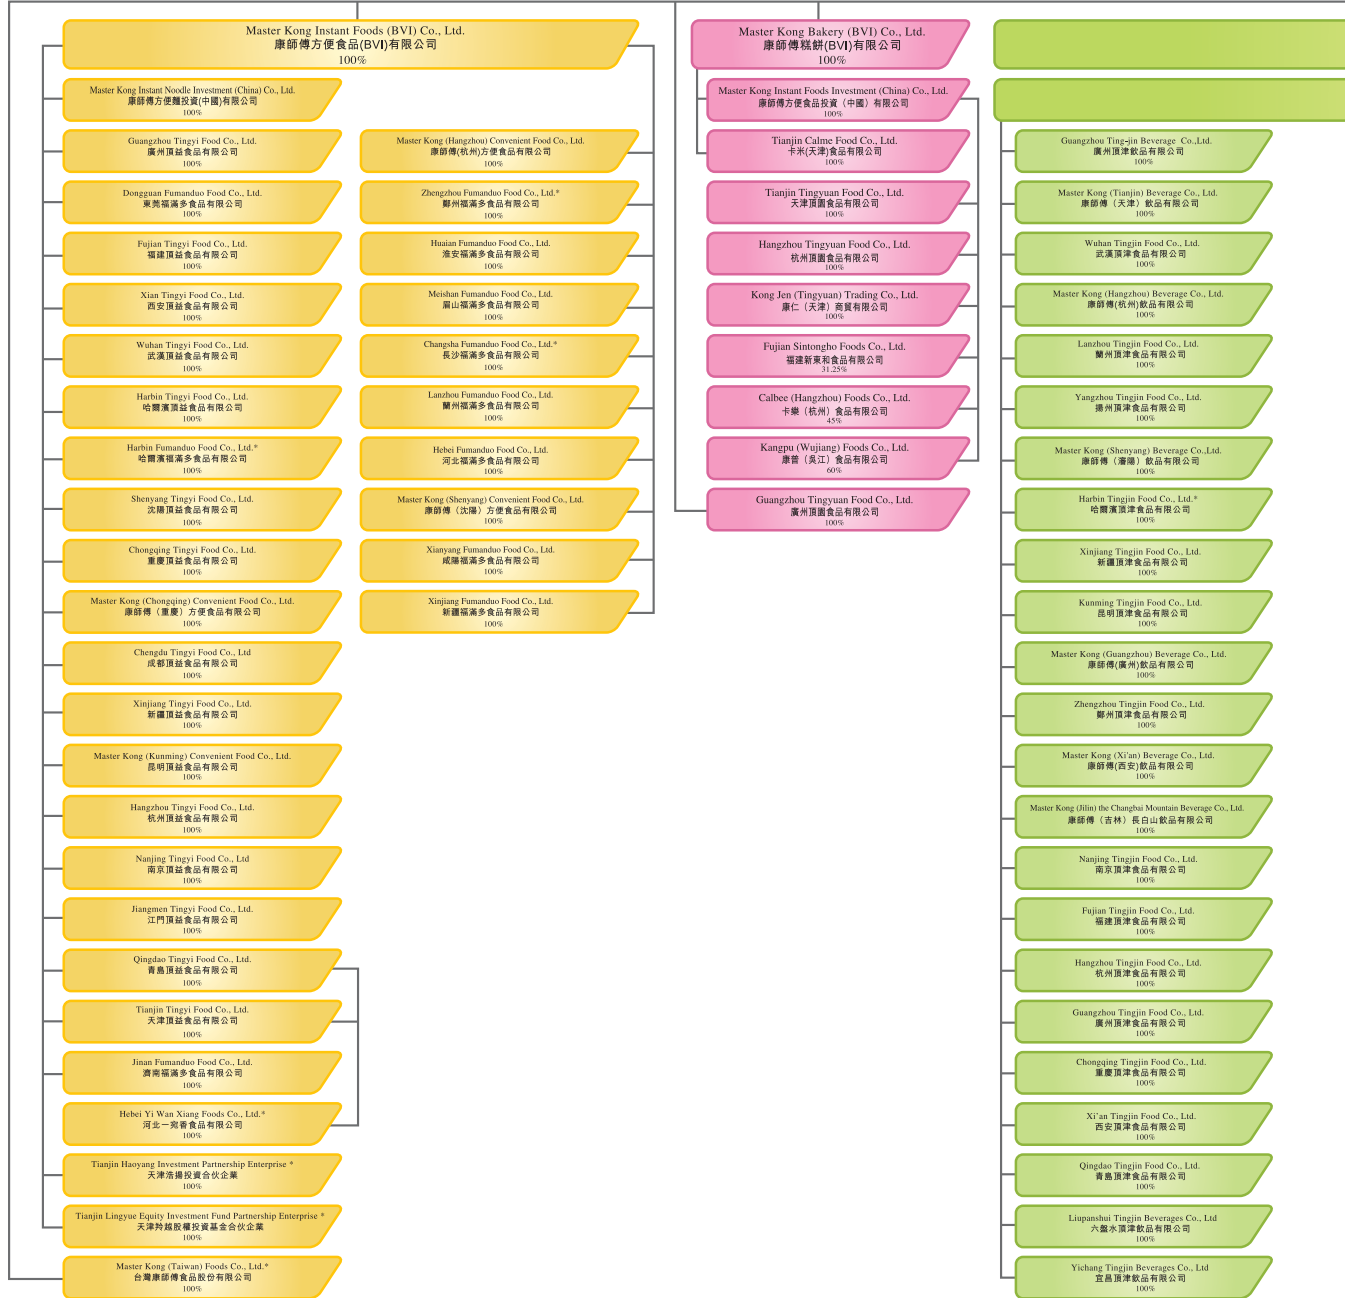 Master Kong Instant Foods (BVI) Co., Ltd.
康師傅方便食品(BVI)有限公司
100%
Master Kong Instant Noodle Investment (China) Co., Ltd.
康師傅方便麵投資(中國)有限公司
100%
Guangzhou Tingyi Food Co., Ltd.
廣州頂益食品有限公司
100%
Dongguan Fumanduo Food Co., Ltd.
東莞福滿多食品有限公司
100%
Fujian Tingyi Food Co., Ltd.
福建頂益食品有限公司
100%
Xian Tingyi Food Co., Ltd.
西安頂益食品有限公司
100%
Wuhan Tingyi Food Co., Ltd.
武漢頂益食品有限公司
100%
Harbin Tingyi Food Co., Ltd.
哈爾濱頂益食品有限公司
100%
Harbin Fumanduo Food Co., Ltd.*
哈爾濱福滿多食品有限公司
100%
Shenyang Tingyi Food Co., Ltd.
沈陽頂益食品有限公司
100%
Chongqing Tingyi Food Co., Ltd.
重慶頂益食品有限公司
100%
Master Kong (Chongqing) Convenient Food Co., Ltd.
康師傅（重慶）方便食品有限公司
100%
Chengdu Tingyi Food Co., Ltd
成都頂益食品有限公司
100%
Xinjiang Tingyi Food Co., Ltd.
新疆頂益食品有限公司
100%
Master Kong (Kunming) Convenient Food Co., Ltd.
昆明頂益食品有限公司
100%
Hangzhou Tingyi Food Co., Ltd.
杭州頂益食品有限公司
100%
Nanjing Tingyi Food Co., Ltd
南京頂益食品有限公司
100%
Jiangmen Tingyi Food Co., Ltd.
江門頂益食品有限公司
100%
Qingdao Tingyi Food Co., Ltd.
青島頂益食品有限公司
100%
Tianjin Tingyi Food Co., Ltd.
天津頂益食品有限公司
100%
Jinan Fumanduo Food Co., Ltd.
濟南福滿多食品有限公司
100%
Hebei Yi Wan Xiang Foods Co., Ltd.*
河北一宛香食品有限公司
100%
Tianjin Haoyang Investment Partnership Enterprise *
天津浩揚投資合伙企業
100%
Tianjin Lingyue Equity Investment Fund Partnership Enterprise *
天津羚越股權投資基金合伙企業
100%
Master Kong (Taiwan) Foods Co., Ltd.*
台灣康師傅食品股份有限公司
100%
Master Kong (Hangzhou) Convenient Food Co., Ltd.
康師傅(杭州)方便食品有限公司
100%
Zhengzhou Fumanduo Food Co., Ltd.*
鄭州福滿多食品有限公司
100%
Huaian Fumanduo Food Co., Ltd.
淮安福滿多食品有限公司
100%
Meishan Fumanduo Food Co., Ltd.
眉山福滿多食品有限公司
100%
Changsha Fumanduo Food Co., Ltd.*
長沙福滿多食品有限公司
100%
Lanzhou Fumanduo Food Co., Ltd.
蘭州福滿多食品有限公司
100%
Hebei Fumanduo Food Co., Ltd.
河北福滿多食品有限公司
100%
Master Kong (Shenyang) Convenient Food Co., Ltd.
康師傅（沈陽）方便食品有限公司
100%
Xianyang Fumanduo Food Co., Ltd.
咸陽福滿多食品有限公司
100%
Xinjiang Fumanduo Food Co., Ltd.
新疆福滿多食品有限公司
100%
Master Kong Bakery (BVI) Co., Ltd.
康師傅糕餅(BVI)有限公司
100%
Master Kong Instant Foods Investment (China) Co., Ltd.
康師傅方便食品投資（中國）有限公司
100%
Tianjin Calme Food Co., Ltd.
卡米(天津)食品有限公司
100%
Tianjin Tingyuan Food Co., Ltd.
天津頂園食品有限公司
100%
Hangzhou Tingyuan Food Co., Ltd.
杭州頂園食品有限公司
100%
Kong Jen (Tingyuan) Trading Co., Ltd.
康仁（天津）商貿有限公司
100%
Fujian Sintongho Foods Co., Ltd.
福建新東和食品有限公司
31.25%
Calbee (Hangzhou) Foods Co., Ltd.
卡樂（杭州）食品有限公司
45%
Kangpu (Wujiang) Foods Co., Ltd.
康普（吳江）食品有限公司
60%
Guangzhou Tingyuan Food Co., Ltd.
廣州頂園食品有限公司
100%
Guangzhou Ting-jin Beverage Co.,Ltd.
廣州頂津飲品有限公司
100%
Master Kong (Tianjin) Beverage Co., Ltd.
康師傅（天津）飲品有限公司
100%
Wuhan Tingjin Food Co., Ltd.
武漢頂津食品有限公司
100%
Master Kong (Hangzhou) Beverage Co., Ltd.
康師傅(杭州)飲品有限公司
100%
Lanzhou Tingjin Food Co., Ltd.
蘭州頂津食品有限公司
100%
Yangzhou Tingjin Food Co., Ltd.
揚州頂津食品有限公司
100%
Master Kong (Shenyang) Beverage Co.,Ltd.
康師傅（瀋陽）飲品有限公司
100%
Harbin Tingjin Food Co., Ltd.*
哈爾濱頂津食品有限公司
100%
Xinjiang Tingjin Food Co., Ltd.
新疆頂津食品有限公司
100%
Kunming Tingjin Food Co., Ltd.
昆明頂津食品有限公司
100%
Master Kong (Guangzhou) Beverage Co., Ltd.
康師傅(廣州)飲品有限公司
100%
Zhengzhou Tingjin Food Co., Ltd.
鄭州頂津食品有限公司
100%
Master Kong (Xi'an) Beverage Co., Ltd.
康師傅(西安)飲品有限公司
100%
Master Kong (Jilin) the Changbai Mountain Beverage Co., Ltd.
康師傅（吉林）長白山飲品有限公司
100%
Nanjing Tingjin Food Co., Ltd.
南京頂津食品有限公司
100%
Fujian Tingjin Food Co., Ltd.
福建頂津食品有限公司
100%
Hangzhou Tingjin Food Co., Ltd.
杭州頂津食品有限公司
100%
Guangzhou Tingjin Food Co., Ltd.
廣州頂津食品有限公司
100%
Chongqing Tingjin Food Co., Ltd.
重慶頂津食品有限公司
100%
Xi'an Tingjin Food Co., Ltd.
西安頂津食品有限公司
100%
Qingdao Tingjin Food Co., Ltd.
青島頂津食品有限公司
100%
Liupanshui Tingjin Beverages Co., Ltd
六盤水頂津飲品有限公司
100%
Yichang Tingjin Beverages Co., Ltd
宜昌頂津飲品有限公司
100%